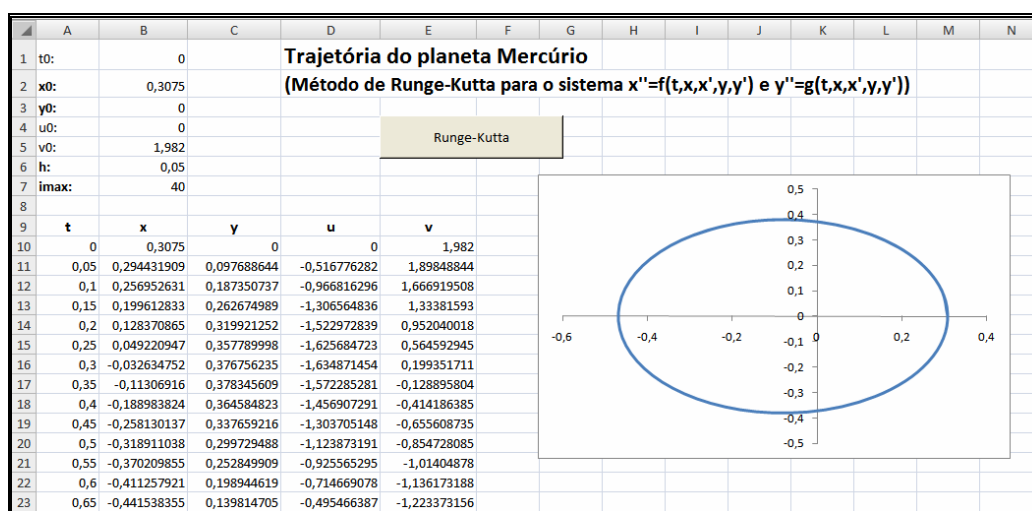 A B C D E F G H I J K L M N
1 t0: 0 Trajetória do planeta Mercúrio
2 x0: 0,3075 (Método de Runge-Kutta para o sistema x''=f(t,x,x',y,y') e y''=g(t,x,x',y,y'))
3 y0: 0
4 u0: 0
Runge-Kutta
5 v0: 1,982
6 h: 0,05
7 imax: 40
8
9 t x y u v
10 0 0,3075 0 0 1,982
11 0,05 0,294431909 0,097688644 -0,516776282 1,89848844
12 0,1 0,256952631 0,187350737 -0,966816296 1,666919508
13 0,15 0,199612833 0,262674989 -1,306564836 1,33381593
14 0,2 0,128370865 0,319921252 -1,522972839 0,952040018
15 0,25 0,049220947 0,357789998 -1,625684723 0,564592945
16 0,3 -0,032634752 0,376756235 -1,634871454 0,199351711
17 0,35 -0,11306916 0,378345609 -1,572285281 -0,128895804
18 0,4 -0,188983824 0,364584823 -1,456907291 -0,414186385
19 0,45 -0,258130137 0,337659216 -1,303705148 -0,655608735
20 0,5 -0,318911038 0,299729488 -1,123873191 -0,854728085
21 0,55 -0,370209855 0,252849909 -0,925565295 -1,01404878
22 0,6 -0,411257921 0,198944619 -0,714669078 -1,136173188
23 0,65 -0,441538355 0,139814705 -0,495466387 -1,223373156
0,5
0,4
0,3
0,2
0,1
0
-0,6 -0,4 -0,2 0 0,2 0,4
-0,1
-0,2
-0,3
-0,4
-0,5